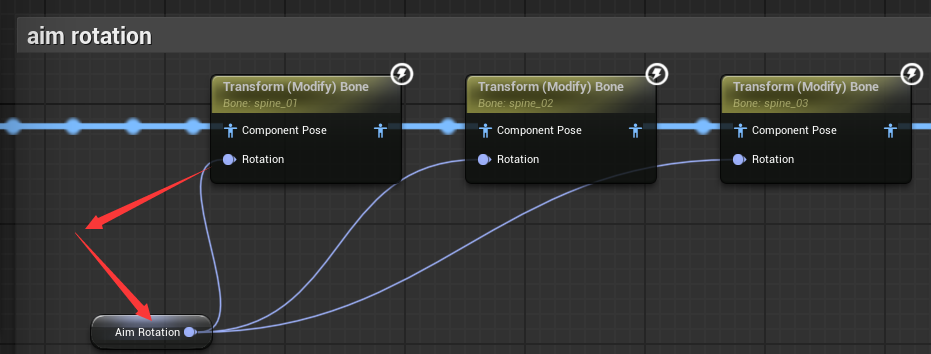 aim rotation
Transform (Modify) Bone
Bone: spine_01
Component Pose
Rotation
Transform (Modify) Bone
Bone: spine_02
Component Pose
Rotation
Transform (Modify) Bone
Bone: spine_03
Component Pose
Rotation
Aim Rotation